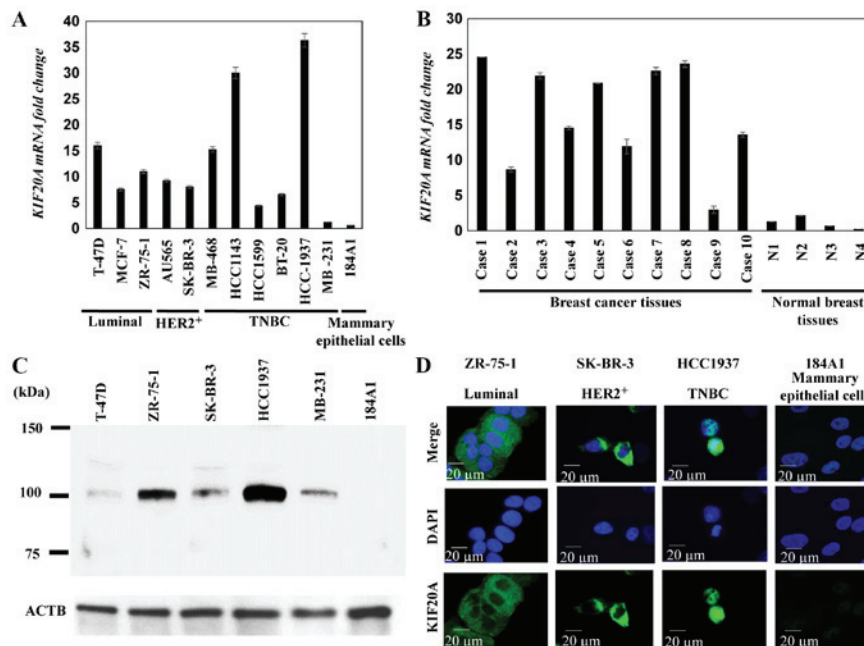 A
KIF20A mRNA fold change
40
35
30
25
20
15
10
5
0
T-47D
MCF-7
ZR-75-1
AU565
SK-BR-3
MB-468
HCC1143
HCC1599
BT-20
HCC-1937
MB -231
184A1
Luminal
HER2+
TNBC
Mammary
epithelial cells
B
KIF20A mRNA fold change
30
25
20
15
10
5
0
Case 1
Case 2
Case 3
Case 4
Case 5
Case 6
Case 7
Case 8
Case 9
Case 10
N1
N2
N3
N4
Breast cancer tissues
Normal breast
tissues
C
(kDa)
T-47D
ZR-75-1
SK-BR-3
HCC1937
MB-231
184A1
150
100
75
ACTB
D
ZR-75-1
SK-BR-3
HCC1937
184A1
Luminal
HER2+
TNBC
Mammary
epithelial cell
Merge
20 µm
20 µm
20 µm
20 µm
DAPI
20 µm
20 µm
20 µm
20 µm
KIF20A
20 µm
20 µm
20 µm
20 µm